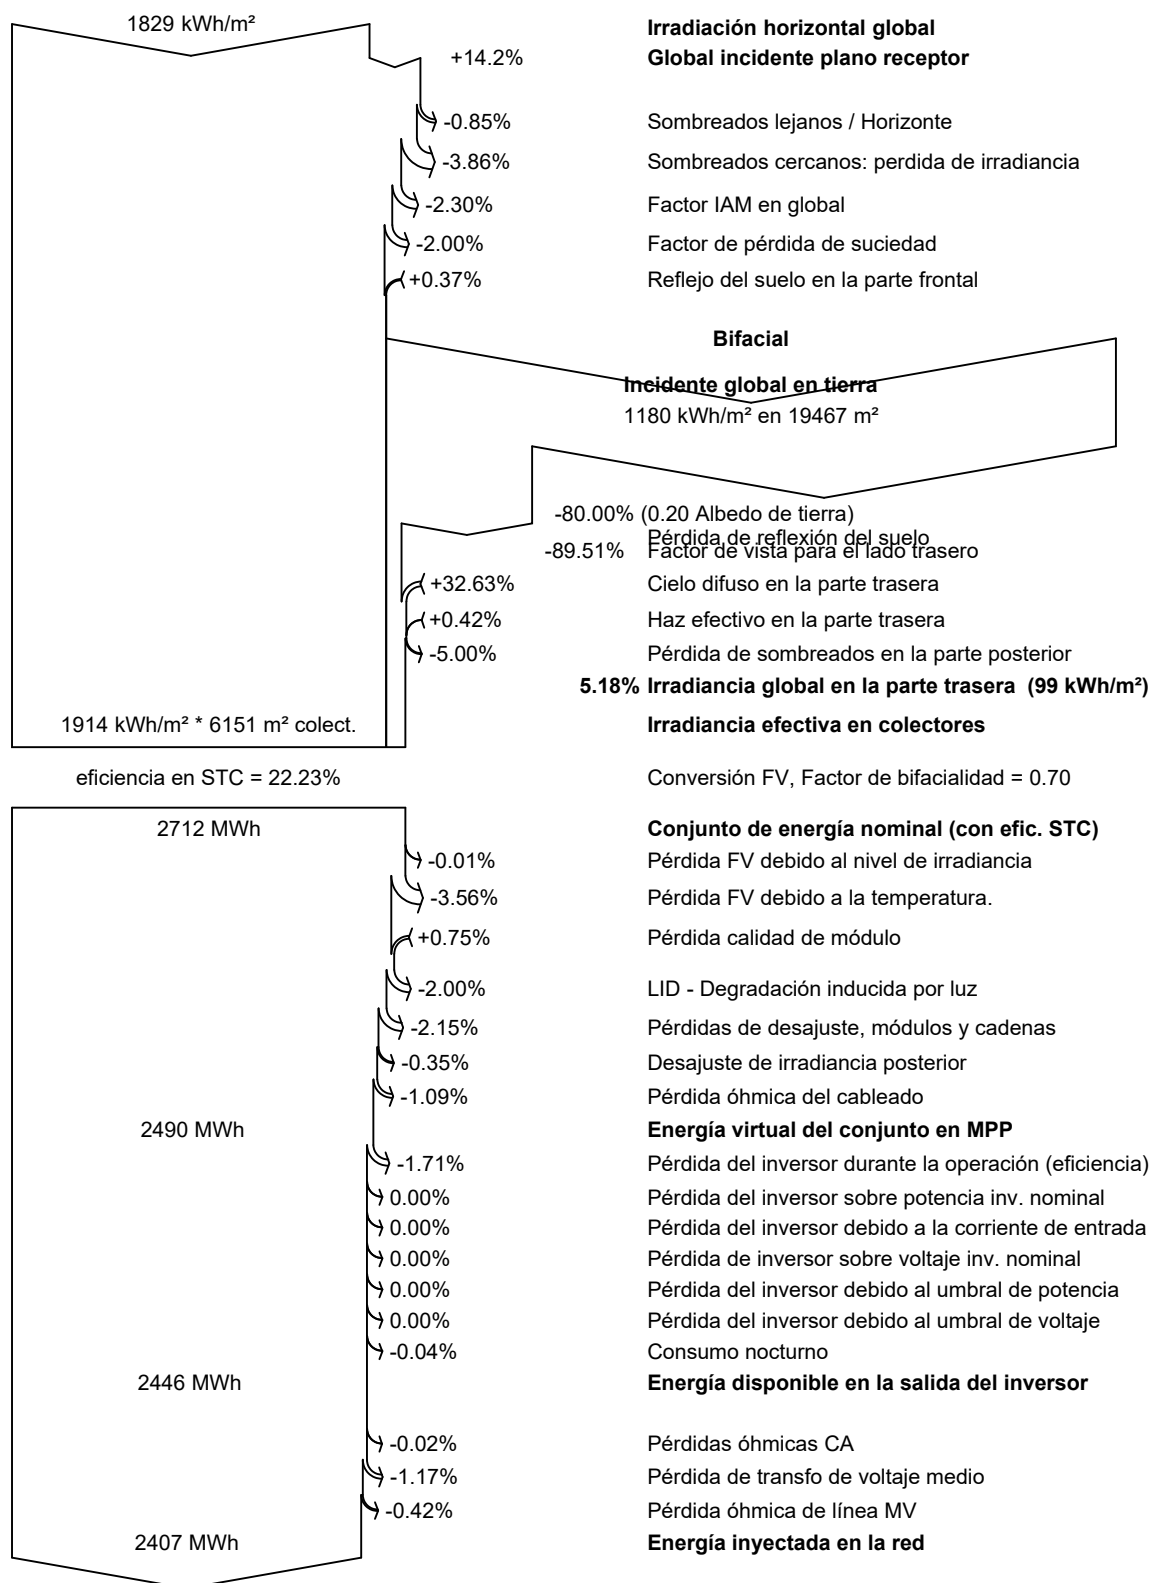 1829 kWh/m² Irradiación horizontal global
+14.2% Global incidente plano receptor
-0.85% Sombreados lejanos / Horizonte
-3.86% Sombreados cercanos: perdida de irradiancia
-2.30% Factor IAM en global
-2.00% Factor de pérdida de suciedad
+0.37% Reflejo del suelo en la parte frontal
Bifacial
Incidente global en tierra
1180 kWh/m² en 19467 m²
-80.00% (0.20 Albedo de tierra)
Pérdida de reflexión del suelo
-89.51% Factor de vista para el lado trasero
+32.63% Cielo difuso en la parte trasera
+0.42% Haz efectivo en la parte trasera
-5.00% Pérdida de sombreados en la parte posterior
5.18% Irradiancia global en la parte trasera (99 kWh/m²)
1914 kWh/m² * 6151 m² colect. Irradiancia efectiva en colectores
eficiencia en STC = 22.23% Conversión FV, Factor de bifacialidad = 0.70
2712 MWh Conjunto de energía nominal (con efic. STC)
-0.01% Pérdida FV debido al nivel de irradiancia
-3.56% Pérdida FV debido a la temperatura.
+0.75% Pérdida calidad de módulo
-2.00% LID - Degradación inducida por luz
-2.15% Pérdidas de desajuste, módulos y cadenas
-0.35% Desajuste de irradiancia posterior
-1.09% Pérdida óhmica del cableado
2490 MWh Energía virtual del conjunto en MPP
-1.71% Pérdida del inversor durante la operación (eficiencia)
0.00% Pérdida del inversor sobre potencia inv. nominal
0.00% Pérdida del inversor debido a la corriente de entrada
0.00% Pérdida de inversor sobre voltaje inv. nominal
0.00% Pérdida del inversor debido al umbral de potencia
0.00% Pérdida del inversor debido al umbral de voltaje
-0.04% Consumo nocturno
2446 MWh Energía disponible en la salida del inversor
-0.02% Pérdidas óhmicas CA
-1.17% Pérdida de transfo de voltaje medio
-0.42% Pérdida óhmica de línea MV
2407 MWh Energía inyectada en la red